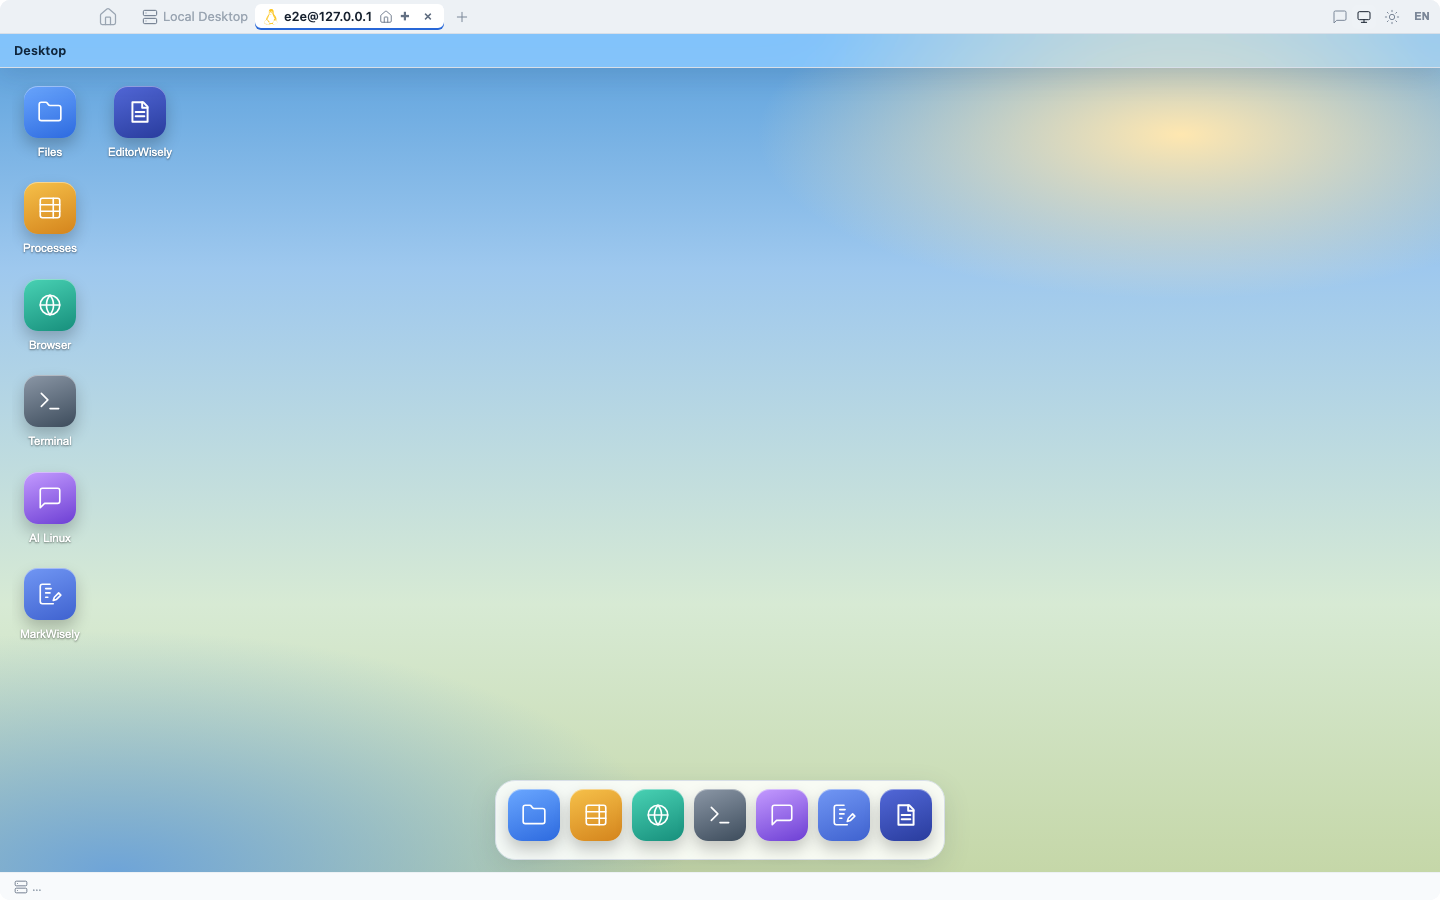 Local Desktop
e2e@127.0.0.1
EN
Desktop
Files
EditorWisely
Processes
Browser
Terminal
AI Linux
MarkWisely
...